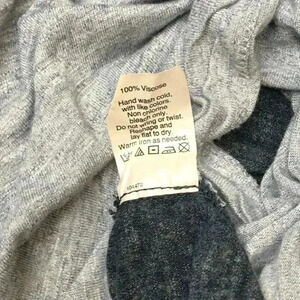 100% Viscose
Hand wash cold,
with like colors.
Non chlorine
bleach only.
Do not wring or twist.
Reshape and
lay flat to dry.
Warm iron as needed.